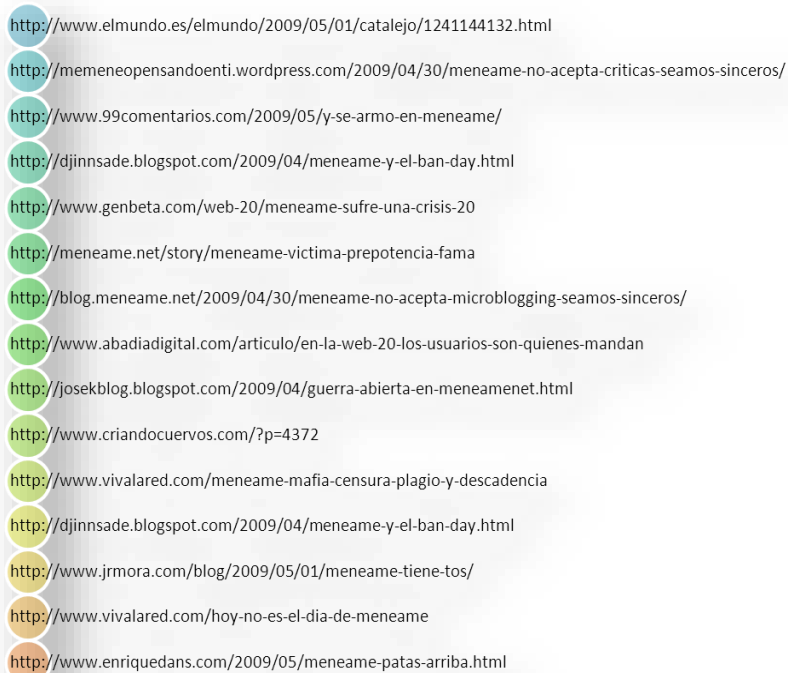 http://www.elmundo.es/elmundo/2009/05/01/catalejo/1241144132.html
http://memeneopensandoenti.wordpress.com/2009/04/30/meneame-no-acepta-criticas-seamos-sinceros/
http://www.99comentarios.com/2009/05/y-se-armo-en-meneame/
http://djinnsade.blogspot.com/2009/04/meneame-y-el-ban-day.html
http://www.genbeta.com/web-20/meneame-sufre-una-crisis-20
http://meneame.net/story/meneame-victima-prepotencia-fama
http://blog.meneame.net/2009/04/30/meneame-no-acepta-microblogging-seamos-sinceros/
http://www.abadiadigital.com/articulo/en-la-web-20-los-usuarios-son-quienes-mandan
http://josekblog.blogspot.com/2009/04/guerra-abierta-en-meneamenet.html
http://www.criandocuervos.com/?p=4372
http://www.vivalared.com/meneame-mafia-censura-plagio-y-descadencia
http://djinnsade.blogspot.com/2009/04/meneame-y-el-ban-day.html
http://www.jrmora.com/blog/2009/05/01/meneame-tiene-tos/
http://www.vivalared.com/hoy-no-es-el-dia-de-meneame
http://www.enriquedans.com/2009/05/meneame-patas-arriba.html